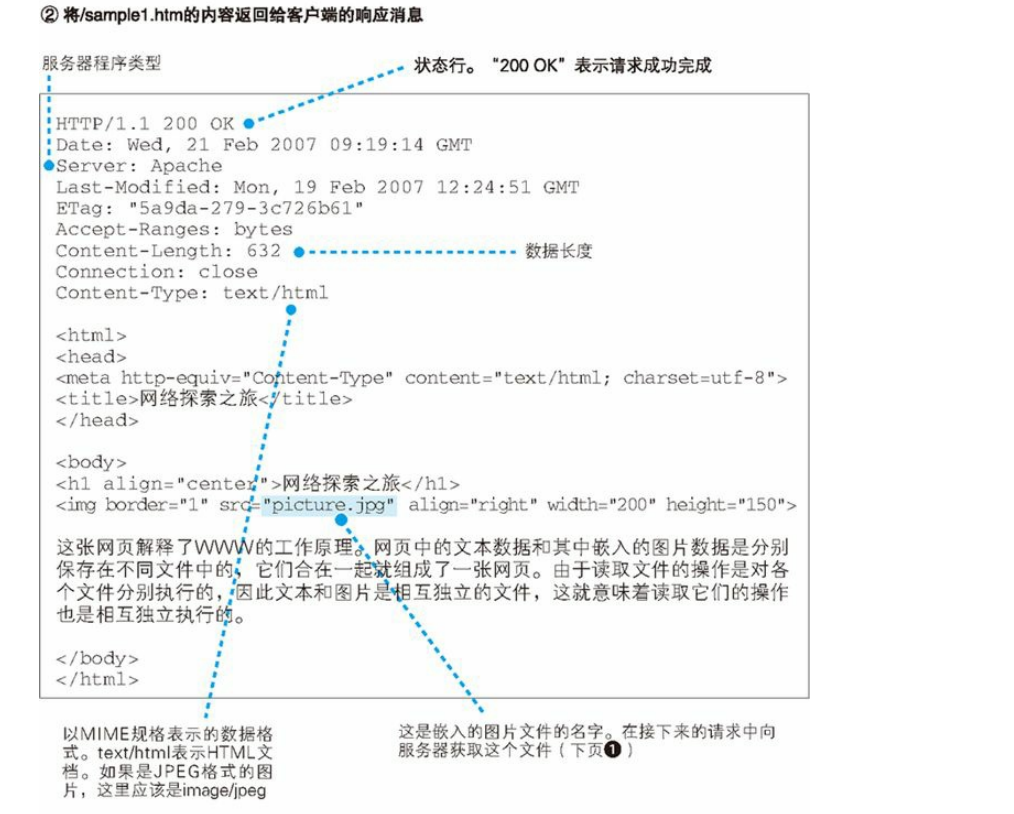 ② 将/sample1.htm的内容返回给客户端的响应消息
服务器程序类型
状态行。“200 OK”表示请求成功完成
HTTP/1.1 200 OK
Date: Wed, 21 Feb 2007 09:19:14 GMT
Server: Apache
Last-Modified: Mon, 19 Feb 2007 12:24:51 GMT
ETag: "5a9da-279-3c726b61"
Accept-Ranges: bytes
Content-Length: 632
数据长度
Connection: close
Content-Type: text/html
<html>
<head>
<meta http-equiv="Content-Type" content="text/html; charset=utf-8">
<title>网络探索之旅</title>
</head>
<body>
<h1 align="center">网络探索之旅</h1>
<img border="1" src="picture.jpg" align="right" width="200" height="150">
这张网页解释了WWW的工作原理。网页中的文本数据和其中嵌入的图片数据是分别
保存在不同文件中的，它们合在一起就组成了一张网页。由于读取文件的操作是对各
个文件分别执行的，因此文本和图片是相互独立的文件，这就意味着读取它们的操作
也是相互独立执行的。
</body>
</html>
以MIME规格表示的数据格
式。text/html表示HTML文
档。如果是JPEG格式的图
片，这里应该是image/jpeg
这是嵌入的图片文件的名字。在接下来的请求中向
服务器获取这个文件（下页❶）